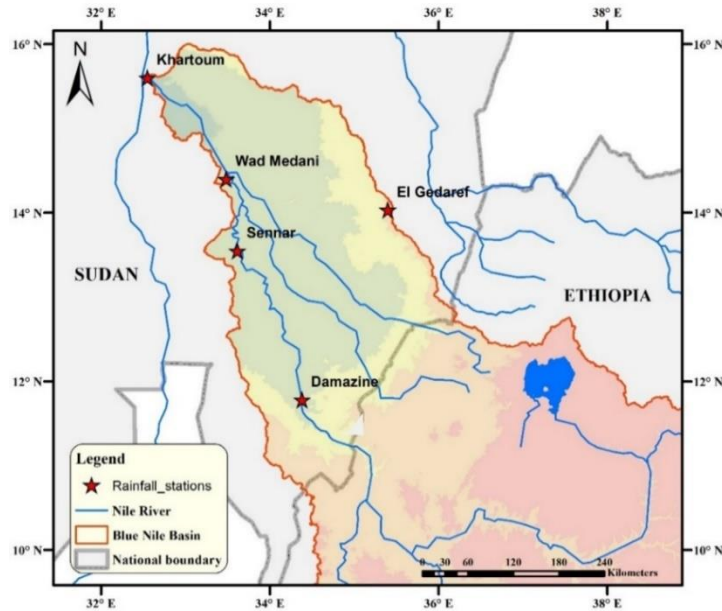 32° E
34° E
36° E
38° E
16° N
16° N
N
Khartoum
Wad Medani
El Gedaref
14° N
14° N
Sennar
SUDAN
ETHIOPIA
Damazine
12° N
12° N
Legend
Rainfall_stations
Nile River
Blue Nile Basin
National boundary
10° N
10° N
0 30 60 120 180 240
Kilometers
32° E
34° E
36° E
38° E